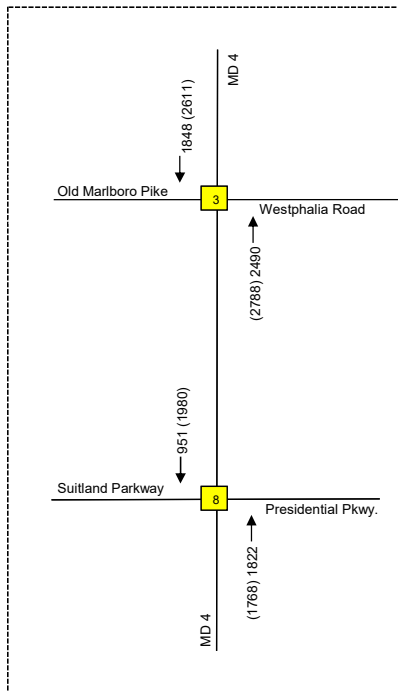 MD 4
1848 (2611)
Old Marlboro Pike
3
Westphalia Road
(2788) 2490
951 (1980)
Suitland Parkway
8
Presidential Pkwy.
(1768) 1822
MD 4